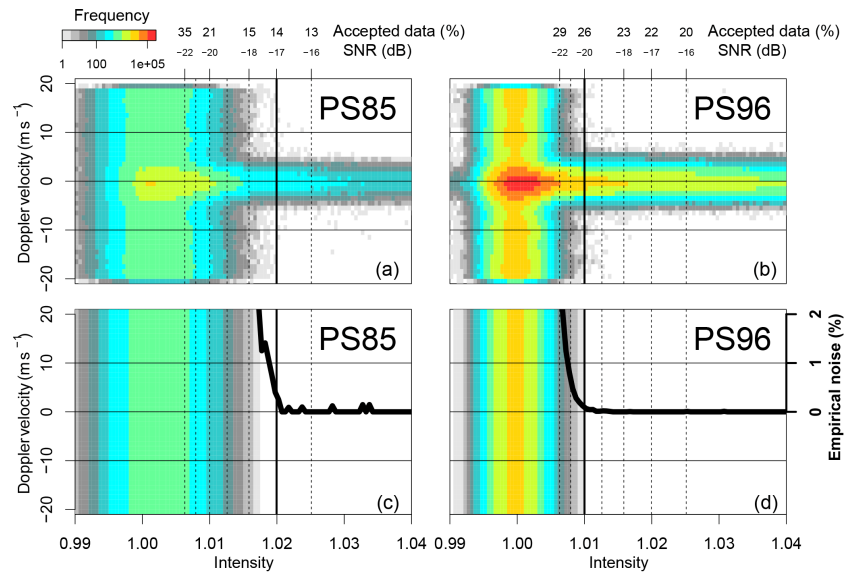 Frequency
1 100 1e+05
35 21 15 14 13 Accepted data (%)
−22 −20 −18 −17 −16 SNR (dB)
29 26 23 22 20 Accepted data (%)
−22 −20 −18 −17 −16 SNR (dB)
Doppler velocity (m s⁻¹)
20
10
0
−10
−20
PS85
(a)
PS96
(b)
Doppler velocity (m s⁻¹)
20
10
0
−10
−20
PS85
(c)
PS96
(d)
2
1
0
Empirical noise (%)
0.99 1.00 1.01 1.02 1.03 1.04
Intensity
0.99 1.00 1.01 1.02 1.03 1.04
Intensity